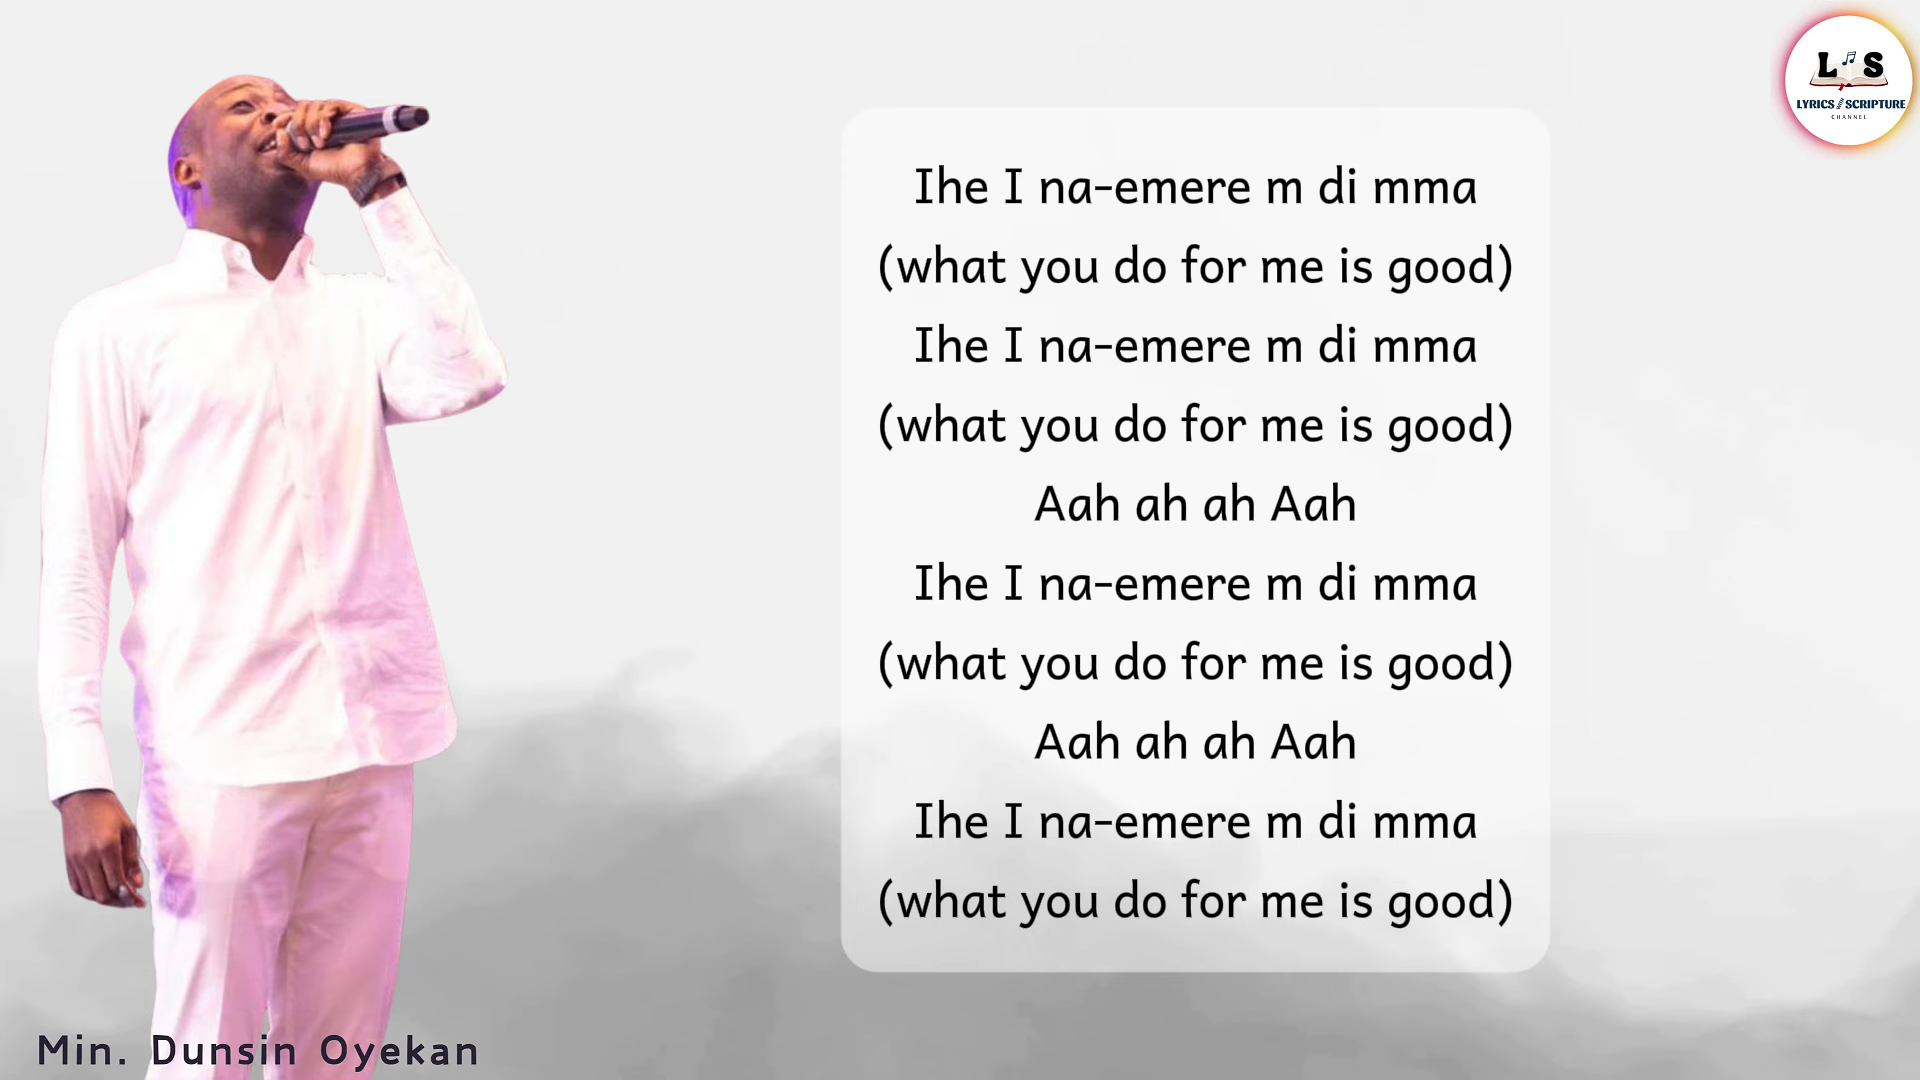 L S
LYRICS SCRIPTURE
CHANNEL
Ihe I na-emere m di mma
(what you do for me is good)
Ihe I na-emere m di mma
(what you do for me is good)
Aah ah ah Aah
Ihe I na-emere m di mma
(what you do for me is good)
Aah ah ah Aah
Ihe I na-emere m di mma
(what you do for me is good)
Min. Dunsin Oyekan